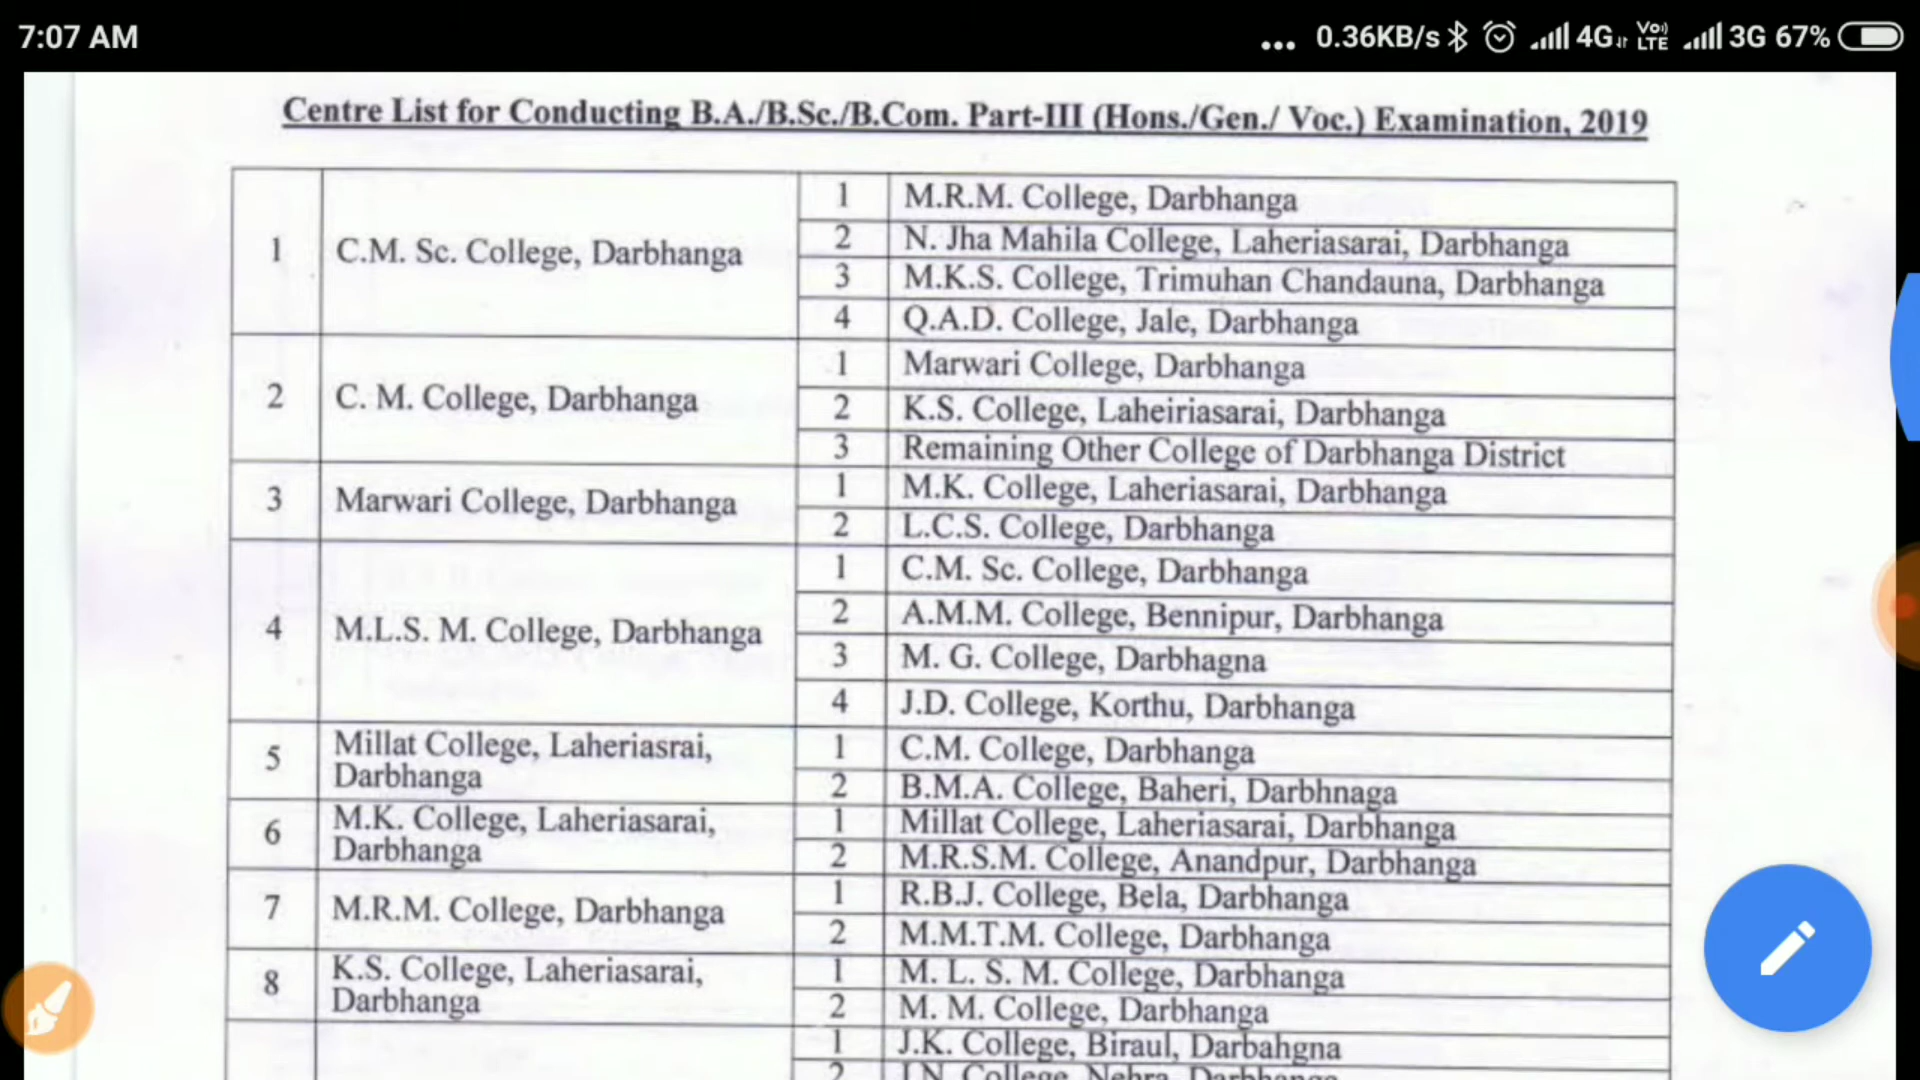 7:07 AM
... 0.36KB/s 4G VoLTE 3G 67%
Centre List for Conducting B.A./B.Sc./B.Com. Part-III (Hons./Gen./ Voc.) Examination, 2019
1 C.M. Sc. College, Darbhanga
1 M.R.M. College, Darbhanga
2 N. Jha Mahila College, Laheriasarai, Darbhanga
3 M.K.S. College, Trimuhan Chandauna, Darbhanga
4 Q.A.D. College, Jale, Darbhanga
2 C. M. College, Darbhanga
1 Marwari College, Darbhanga
2 K.S. College, Laheiriasarai, Darbhanga
3 Remaining Other College of Darbhanga District
3 Marwari College, Darbhanga
1 M.K. College, Laheriasarai, Darbhanga
2 L.C.S. College, Darbhanga
4 M.L.S. M. College, Darbhanga
1 C.M. Sc. College, Darbhanga
2 A.M.M. College, Bennipur, Darbhanga
3 M. G. College, Darbhagna
4 J.D. College, Korthu, Darbhanga
5 Millat College, Laheriasrai,
Darbhanga
1 C.M. College, Darbhanga
2 B.M.A. College, Baheri, Darbhnaga
6 M.K. College, Laheriasarai,
Darbhanga
1 Millat College, Laheriasarai, Darbhanga
2 M.R.S.M. College, Anandpur, Darbhanga
7 M.R.M. College, Darbhanga
1 R.B.J. College, Bela, Darbhanga
2 M.M.T.M. College, Darbhanga
8 K.S. College, Laheriasarai,
Darbhanga
1 M. L. S. M. College, Darbhanga
2 M. M. College, Darbhanga
1 J.K. College, Biraul, Darbahgna
2 J.N. College, Nehra, Darbhanga